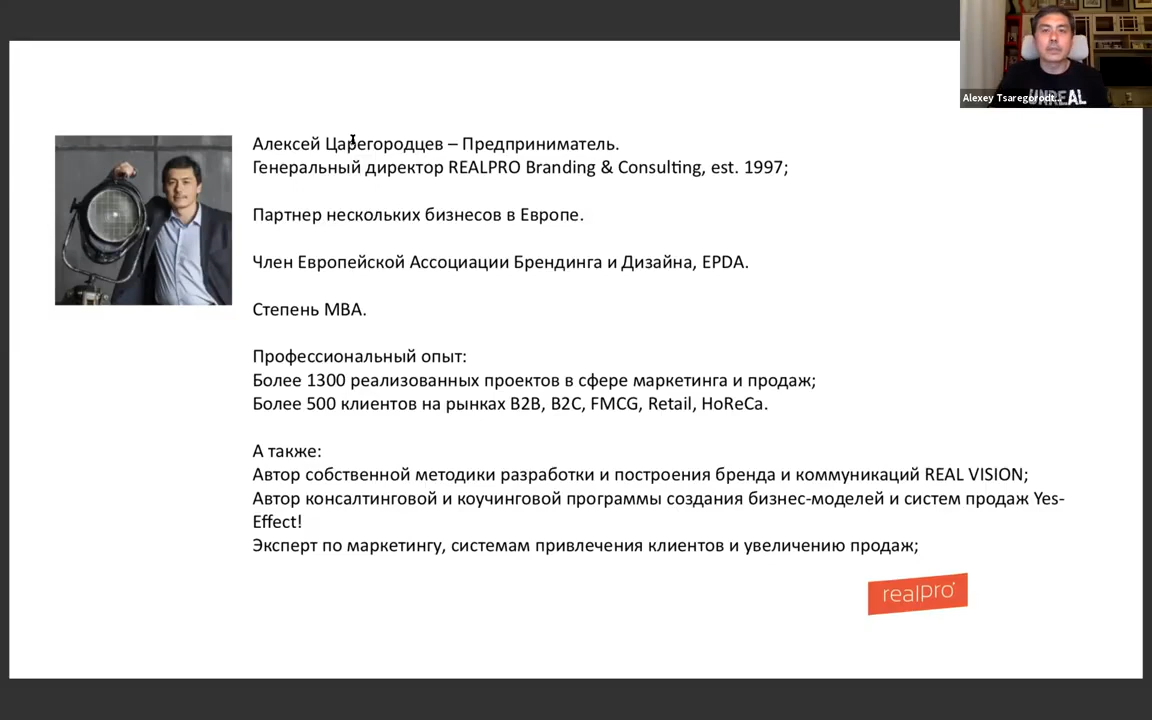 Alexey Tsaregorodt...
UNREAL
Алексей Царегородцев – Предприниматель.
Генеральный директор REALPRO Branding & Consulting, est. 1997;
Партнер нескольких бизнесов в Европе.
Член Европейской Ассоциации Брендинга и Дизайна, EPDA.
Степень MBA.
Профессиональный опыт:
Более 1300 реализованных проектов в сфере маркетинга и продаж;
Более 500 клиентов на рынках B2B, B2C, FMCG, Retail, HoReCa.
А также:
Автор собственной методики разработки и построения бренда и коммуникаций REAL VISION;
Автор консалтинговой и коучинговой программы создания бизнес-моделей и систем продаж Yes-
Effect!
Эксперт по маркетингу, системам привлечения клиентов и увеличению продаж;
realpro